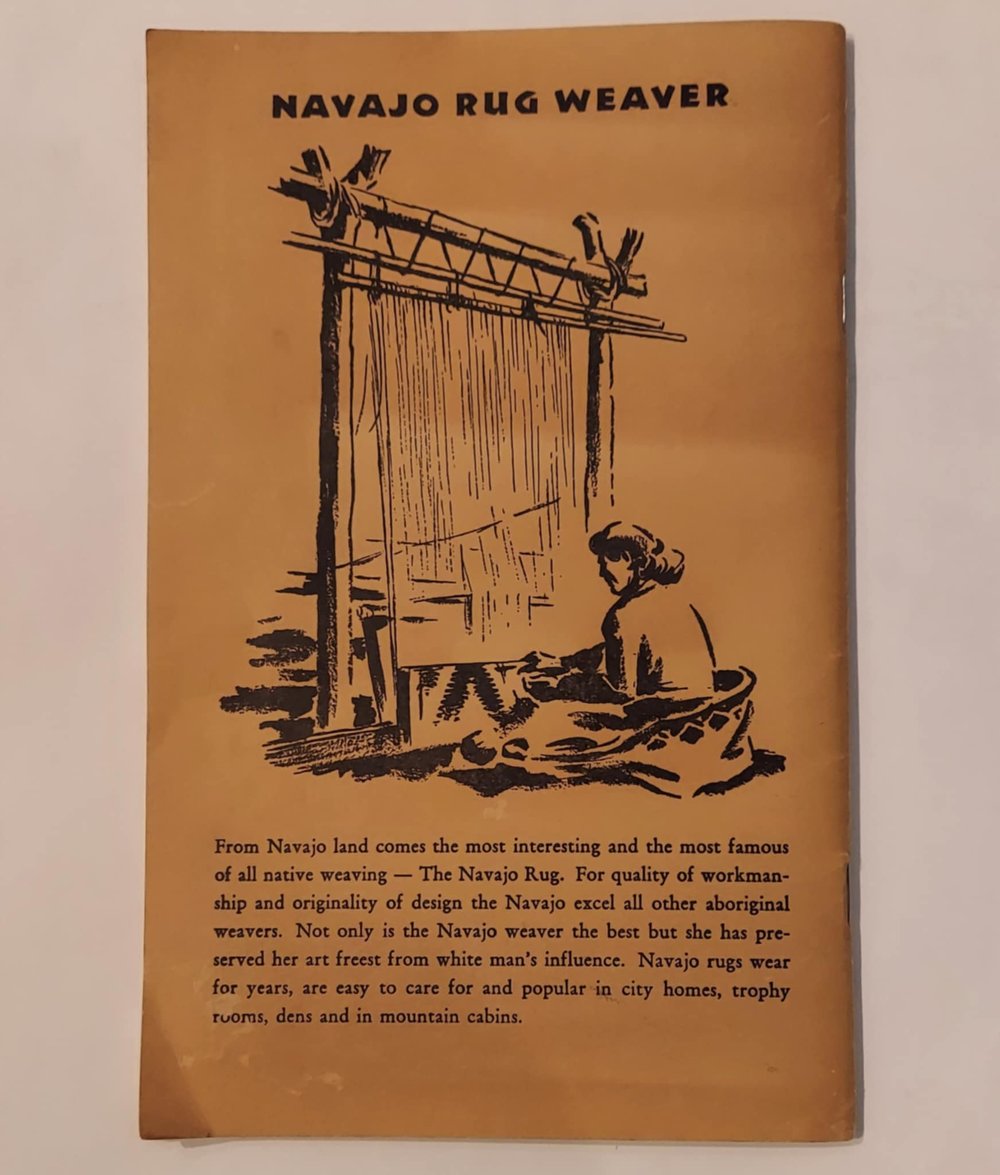 NAVAJO RUG WEAVER
From Navajo land comes the most interesting and the most famous
of all native weaving — The Navajo Rug. For quality of workman-
ship and originality of design the Navajo excel all other aboriginal
weavers. Not only is the Navajo weaver the best but she has pre-
served her art freest from white man's influence. Navajo rugs wear
for years, are easy to care for and popular in city homes, trophy
rooms, dens and in mountain cabins.